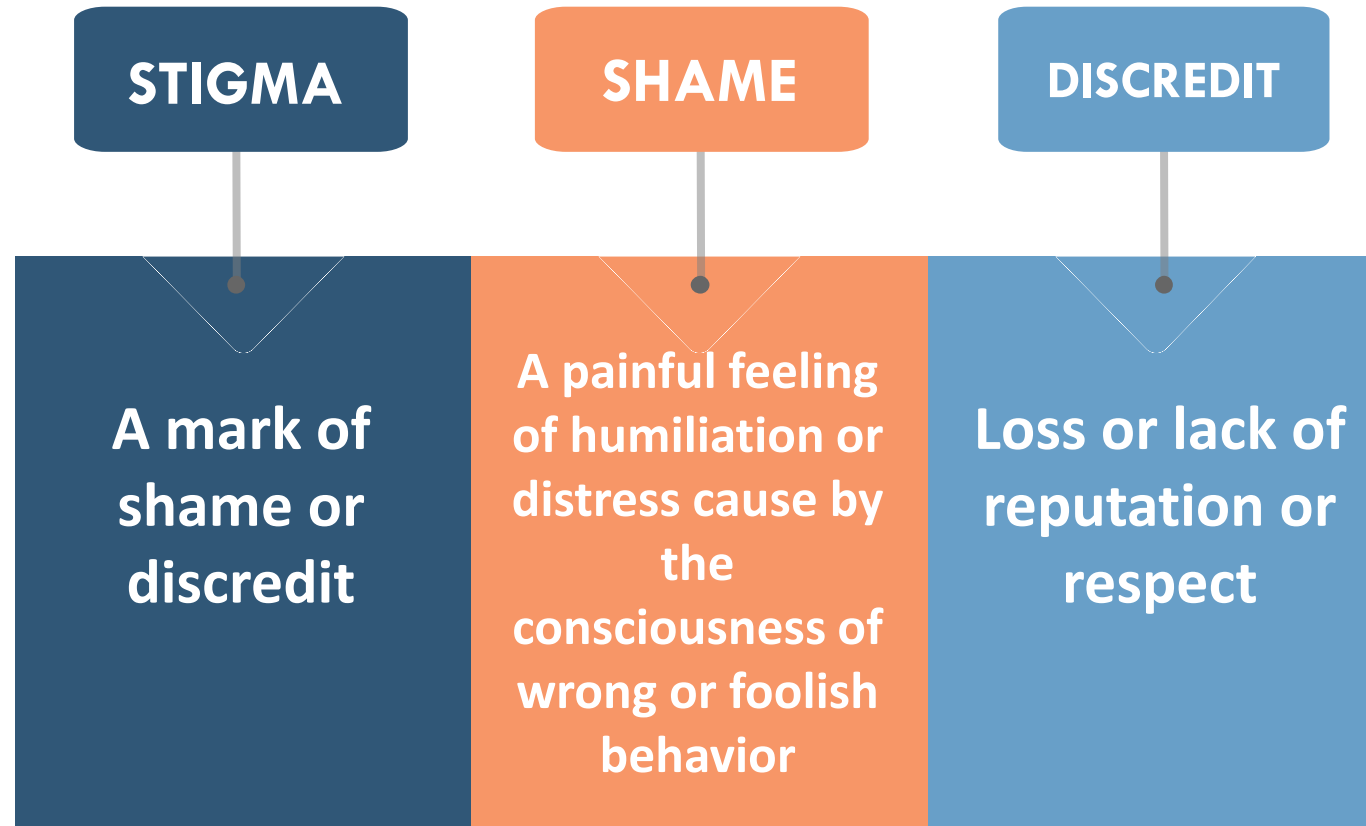 STIGMA
SHAME
DISCREDIT
A mark of
shame or
discredit
A painful feeling
of humiliation or
distress cause by
the
consciousness of
wrong or foolish
behavior
Loss or lack of
reputation or
respect